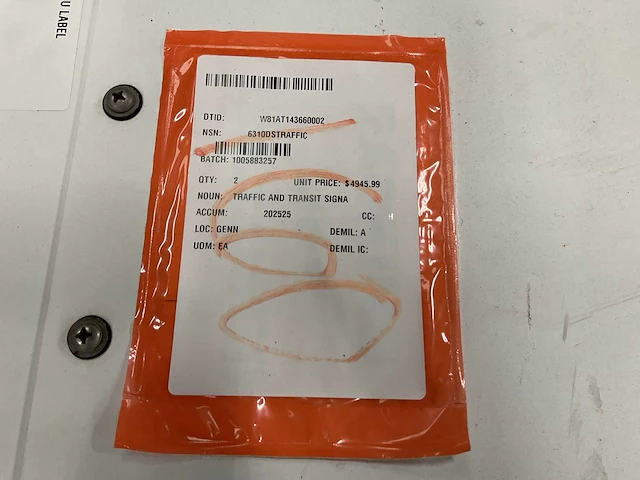 U LABEL
DTID: W81AT143660002
NSN: 6310DSTRAFFIC
BATCH: 1005883257
QTY: 2 UNIT PRICE: $4945.99
NOUN: TRAFFIC AND TRANSIT SIGNA
ACCUM: 202525 CC:
LOC: GENN DEMIL: A
UOM: EA DEMIL IC: